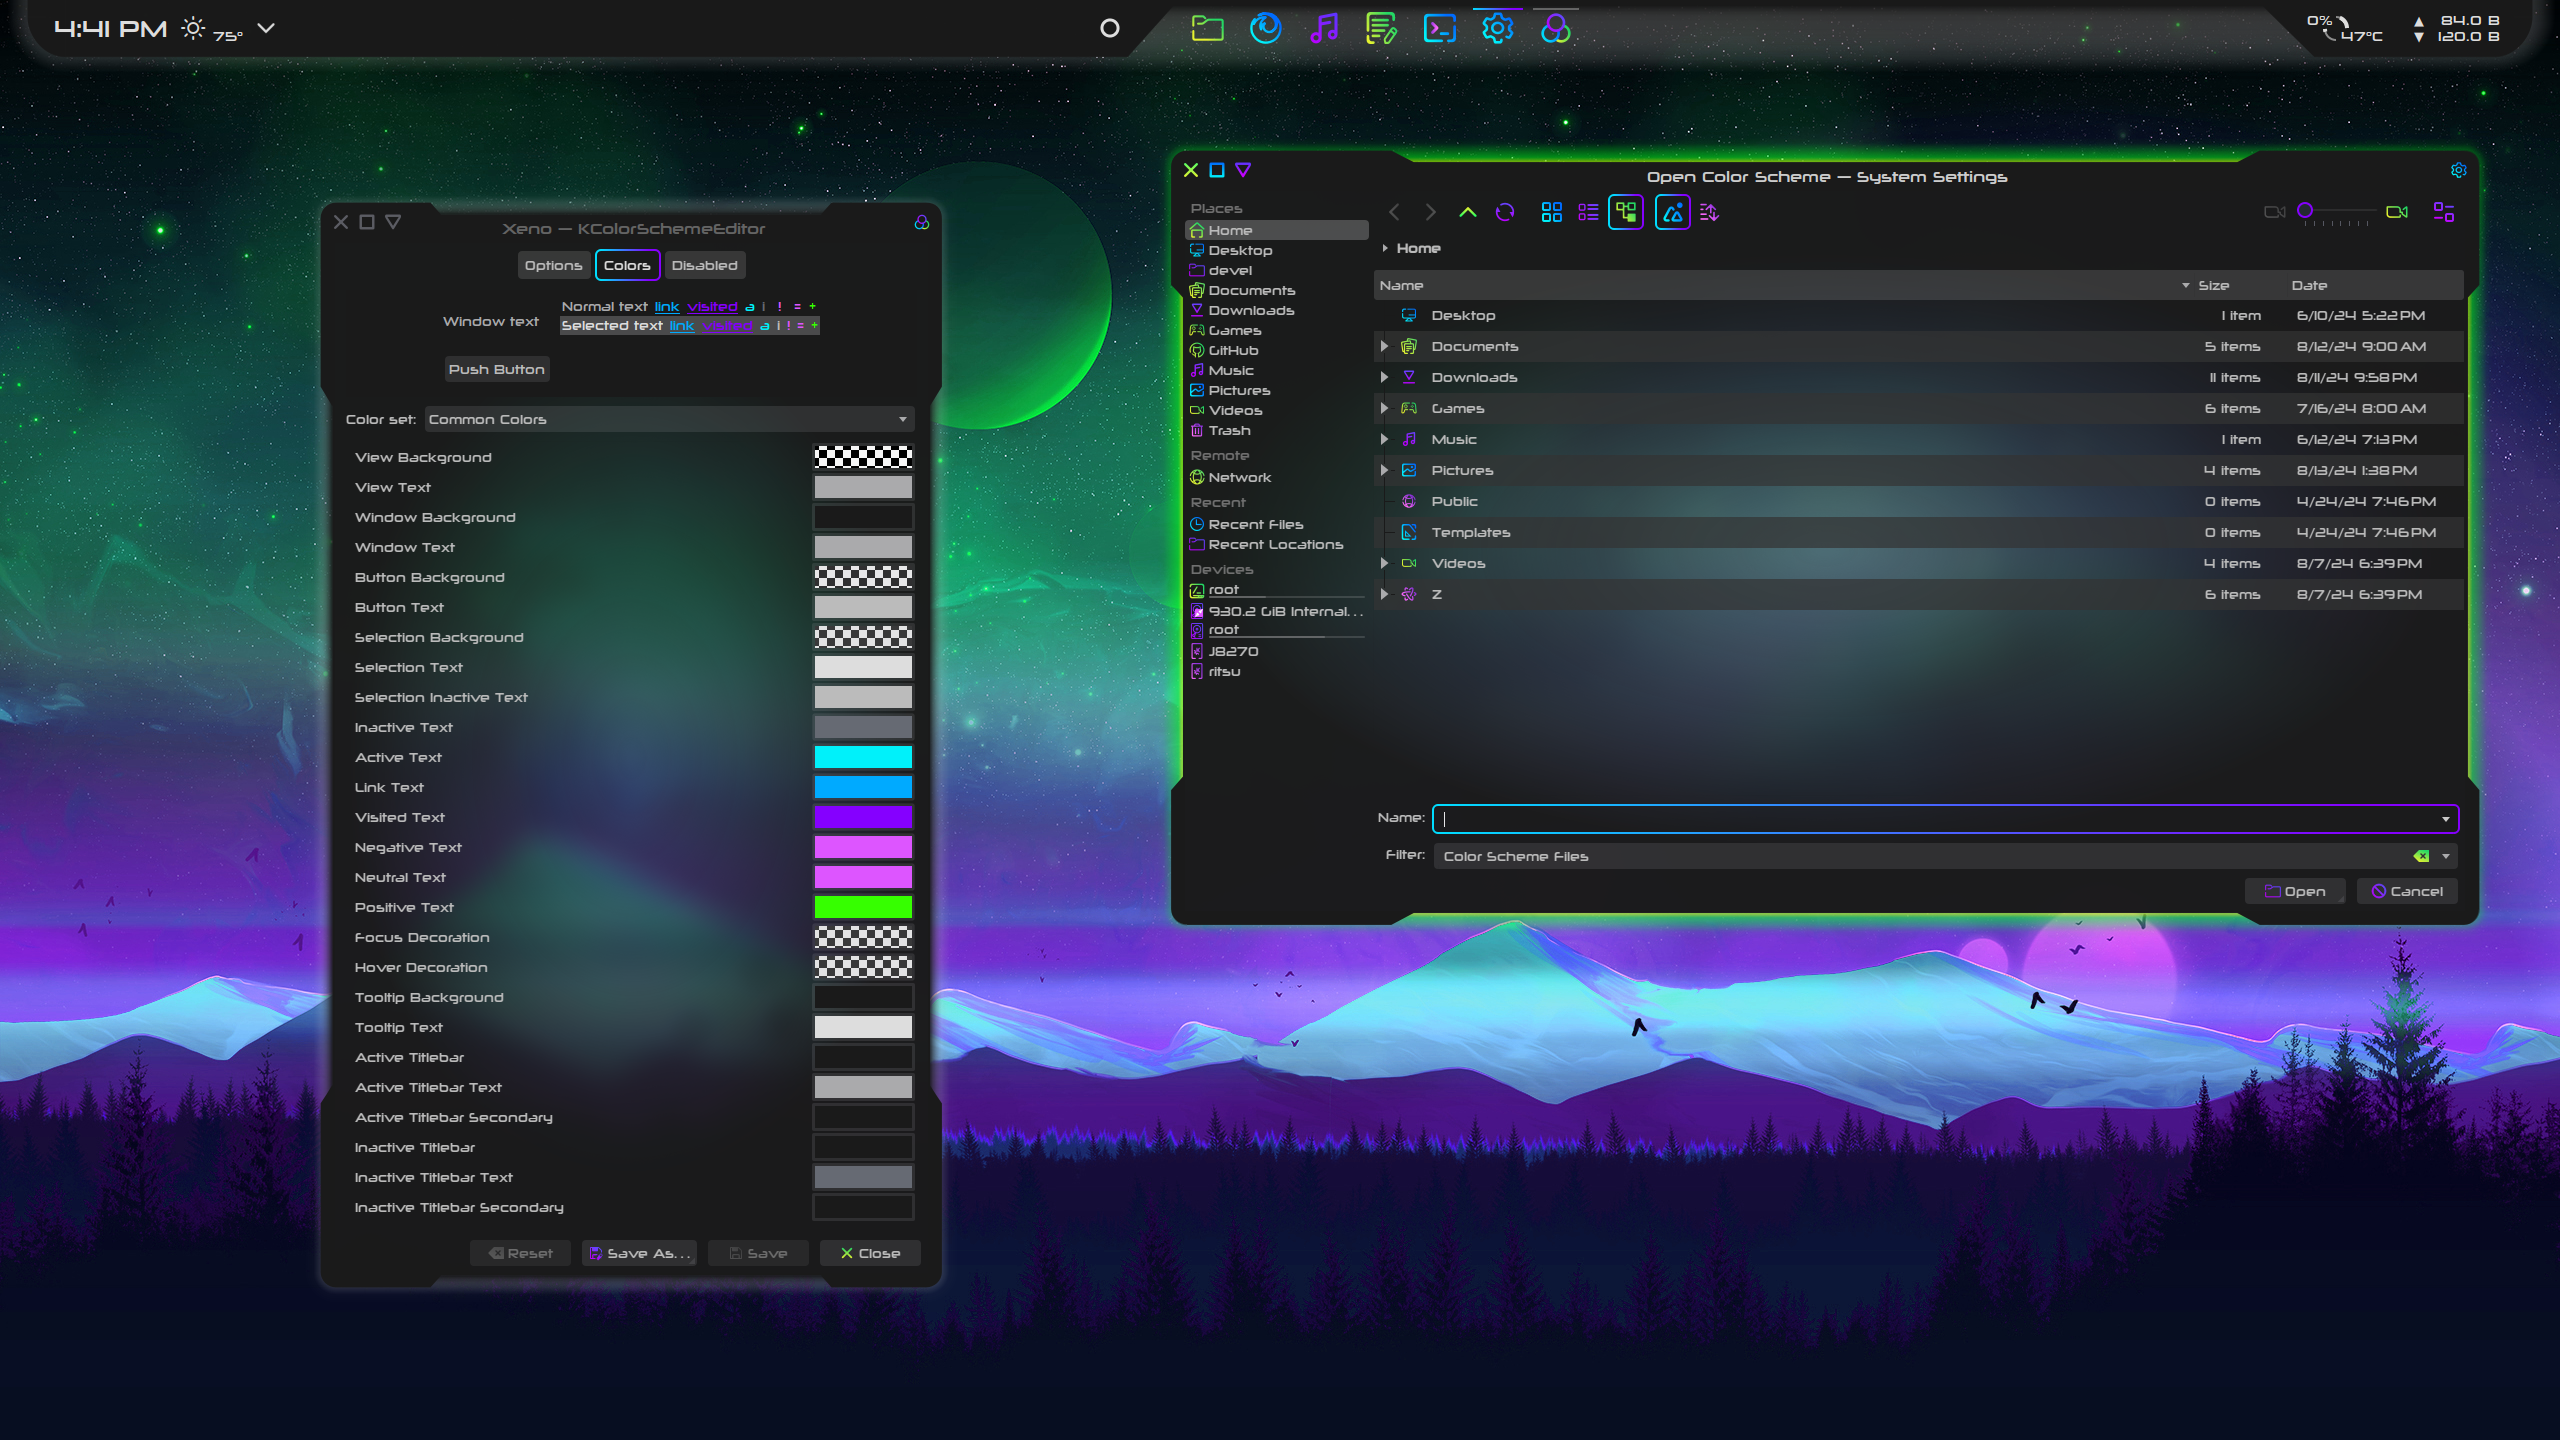 4:41 PM 75°
0% 47°C
▲ 84.0 B
▼ 120.0 B
Xeno — KColorSchemeEditor
Options Colors Disabled
Window text
Normal text link visited a i ! = +
Selected text link visited a i ! = +
Push Button
Color set: Common Colors
View Background
View Text
Window Background
Window Text
Button Background
Button Text
Selection Background
Selection Text
Selection Inactive Text
Inactive Text
Active Text
Link Text
Visited Text
Negative Text
Neutral Text
Positive Text
Focus Decoration
Hover Decoration
Tooltip Background
Tooltip Text
Active Titlebar
Active Titlebar Text
Active Titlebar Secondary
Inactive Titlebar
Inactive Titlebar Text
Inactive Titlebar Secondary
Reset Save As... Save Close
Open Color Scheme — System Settings
Places
Home
Desktop
devel
Documents
Downloads
Games
GitHub
Music
Pictures
Videos
Trash
Remote
Network
Recent
Recent Files
Recent Locations
Devices
root
930.2 GiB Internal...
root
J8270
ritsu
Home
Name Size Date
Desktop 1 item 6/10/24 5:22 PM
Documents 5 items 8/12/24 9:00 AM
Downloads 11 items 8/11/24 9:58 PM
Games 6 items 7/16/24 8:00 AM
Music 1 item 6/12/24 7:13 PM
Pictures 4 items 8/13/24 1:38 PM
Public 0 items 4/24/24 7:46 PM
Templates 0 items 4/24/24 7:46 PM
Videos 4 items 8/7/24 6:39 PM
Z 6 items 8/7/24 6:39 PM
Name:
Filter: Color Scheme Files
Open Cancel